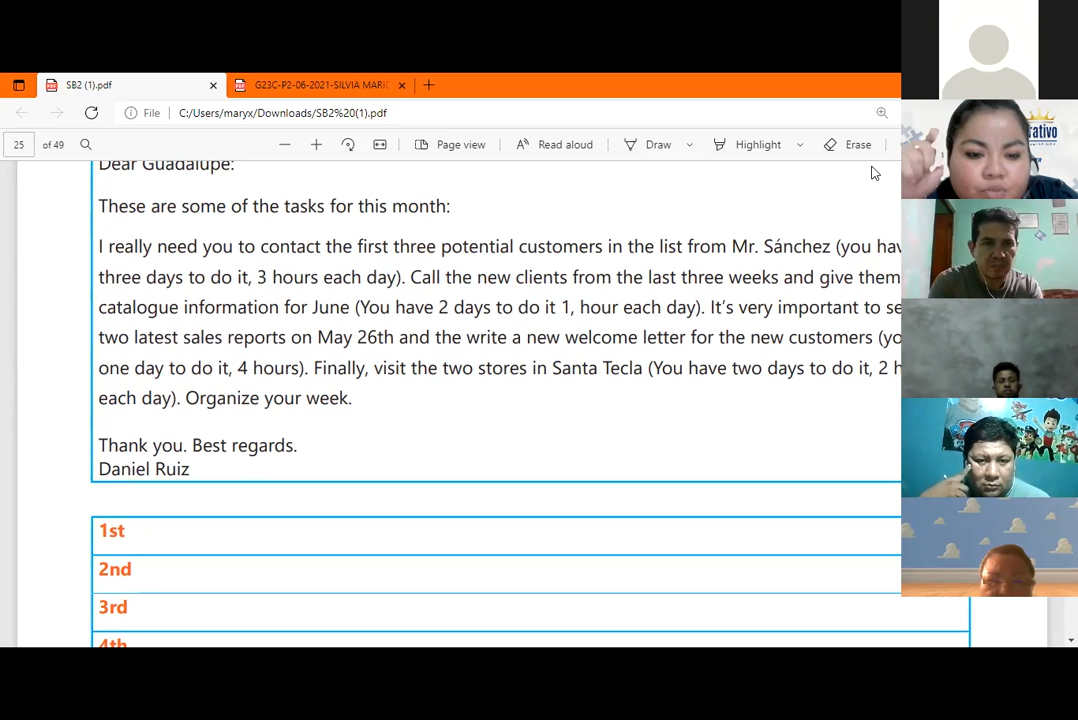 SB2 (1).pdf
G23C-P2-06-2021-SILVIA MARIC
File
C:/Users/maryx/Downloads/SB2%20(1).pdf
25 of 49
Page view
Read aloud
Draw
Highlight
Erase
Dear Guadalupe:
These are some of the tasks for this month:
I really need you to contact the first three potential customers in the list from Mr. Sánchez (you hav
three days to do it, 3 hours each day). Call the new clients from the last three weeks and give them
catalogue information for June (You have 2 days to do it 1, hour each day). It's very important to se
two latest sales reports on May 26th and the write a new welcome letter for the new customers (yo
one day to do it, 4 hours). Finally, visit the two stores in Santa Tecla (You have two days to do it, 2 h
each day). Organize your week.
Thank you. Best regards.
Daniel Ruiz
1st
2nd
3rd
4th